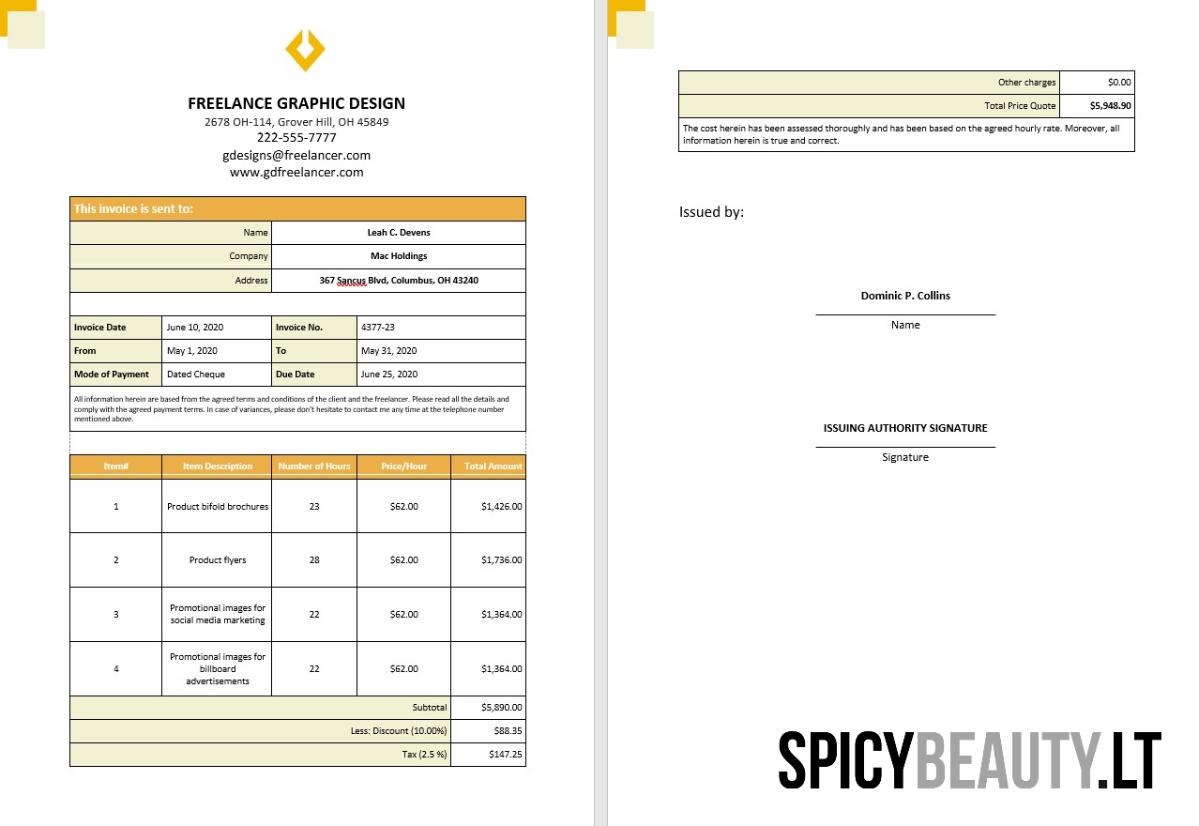 FREELANCE GRAPHIC DESIGN
2678 OH-114, Grover Hill, OH 45849
222-555-7777
gdesigns@freelancer.com
www.gdfreelancer.com
This invoice is sent to:
Name Leah C. Devens
Company Mac Holdings
Address 367 Sancus Blvd, Columbus, OH 43240
Invoice Date June 10, 2020 Invoice No. 4377-23
From May 1, 2020 To May 31, 2020
Mode of Payment Dated Cheque Due Date June 25, 2020
All information herein are based from the agreed terms and conditions of the client and the freelancer. Please read all the details and
comply with the agreed payment terms. In case of variances, please don't hesitate to contact me any time at the telephone number
mentioned above.
Item# Item Description Number of Hours Price/Hour Total Amount
1 Product bifold brochures 23 $62.00 $1,426.00
2 Product flyers 28 $62.00 $1,736.00
3 Promotional images for
social media marketing 22 $62.00 $1,364.00
4 Promotional images for
billboard
advertisements 22 $62.00 $1,364.00
Subtotal $5,890.00
Less: Discount (10.00%) $88.35
Tax (2.5 %) $147.25
Other charges $0.00
Total Price Quote $5,948.90
The cost herein has been assessed thoroughly and has been based on the agreed hourly rate. Moreover, all
information herein is true and correct.
Issued by:
Dominic P. Collins
Name
ISSUING AUTHORITY SIGNATURE
Signature
SPICYBEAUTY.LT